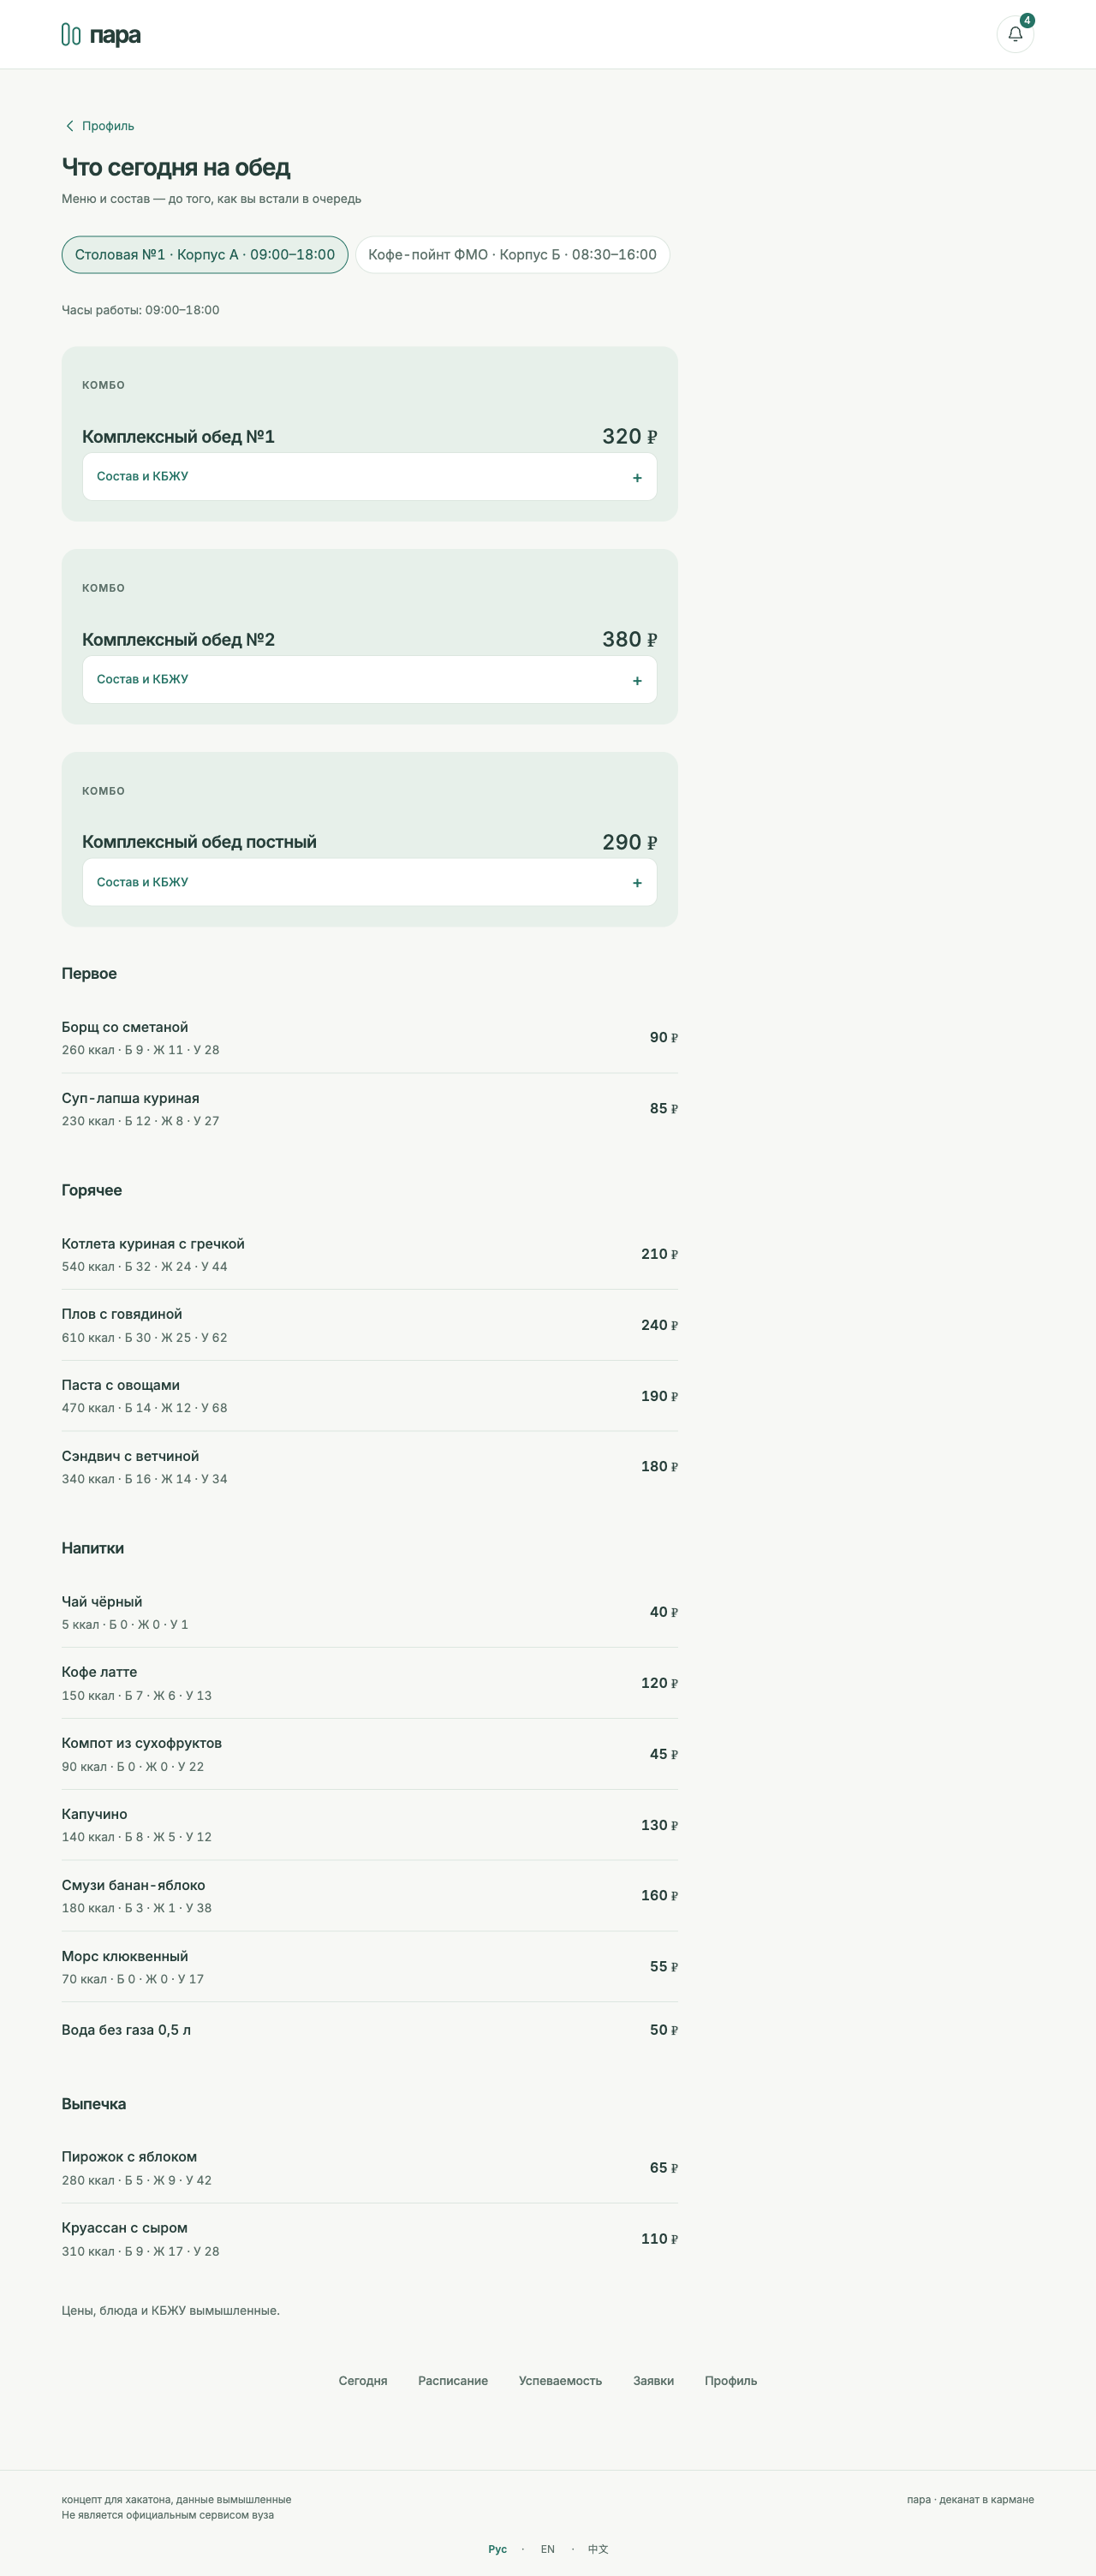 пара
4
Профиль
Что сегодня на обед
Меню и состав — до того, как вы встали в очередь
Столовая №1 · Корпус А · 09:00–18:00
Кофе-пойнт ФМО · Корпус Б · 08:30–16:00
Часы работы: 09:00–18:00
КОМБО
Комплексный обед №1 320 ₽
Состав и КБЖУ +
КОМБО
Комплексный обед №2 380 ₽
Состав и КБЖУ +
КОМБО
Комплексный обед постный 290 ₽
Состав и КБЖУ +
Первое
Борщ со сметаной
260 ккал · Б 9 · Ж 11 · У 28
90 ₽
Суп-лапша куриная
230 ккал · Б 12 · Ж 8 · У 27
85 ₽
Горячее
Котлета куриная с гречкой
540 ккал · Б 32 · Ж 24 · У 44
210 ₽
Плов с говядиной
610 ккал · Б 30 · Ж 25 · У 62
240 ₽
Паста с овощами
470 ккал · Б 14 · Ж 12 · У 68
190 ₽
Сэндвич с ветчиной
340 ккал · Б 16 · Ж 14 · У 34
180 ₽
Напитки
Чай чёрный
5 ккал · Б 0 · Ж 0 · У 1
40 ₽
Кофе латте
150 ккал · Б 7 · Ж 6 · У 13
120 ₽
Компот из сухофруктов
90 ккал · Б 0 · Ж 0 · У 22
45 ₽
Капучино
140 ккал · Б 8 · Ж 5 · У 12
130 ₽
Смузи банан-яблоко
180 ккал · Б 3 · Ж 1 · У 38
160 ₽
Морс клюквенный
70 ккал · Б 0 · Ж 0 · У 17
55 ₽
Вода без газа 0,5 л 50 ₽
Выпечка
Пирожок с яблоком
280 ккал · Б 5 · Ж 9 · У 42
65 ₽
Круассан с сыром
310 ккал · Б 9 · Ж 17 · У 28
110 ₽
Цены, блюда и КБЖУ вымышленные.
Сегодня Расписание Успеваемость Заявки Профиль
концепт для хакатона, данные вымышленные
Не является официальным сервисом вуза
пара · деканат в кармане
Рус · EN · 中文